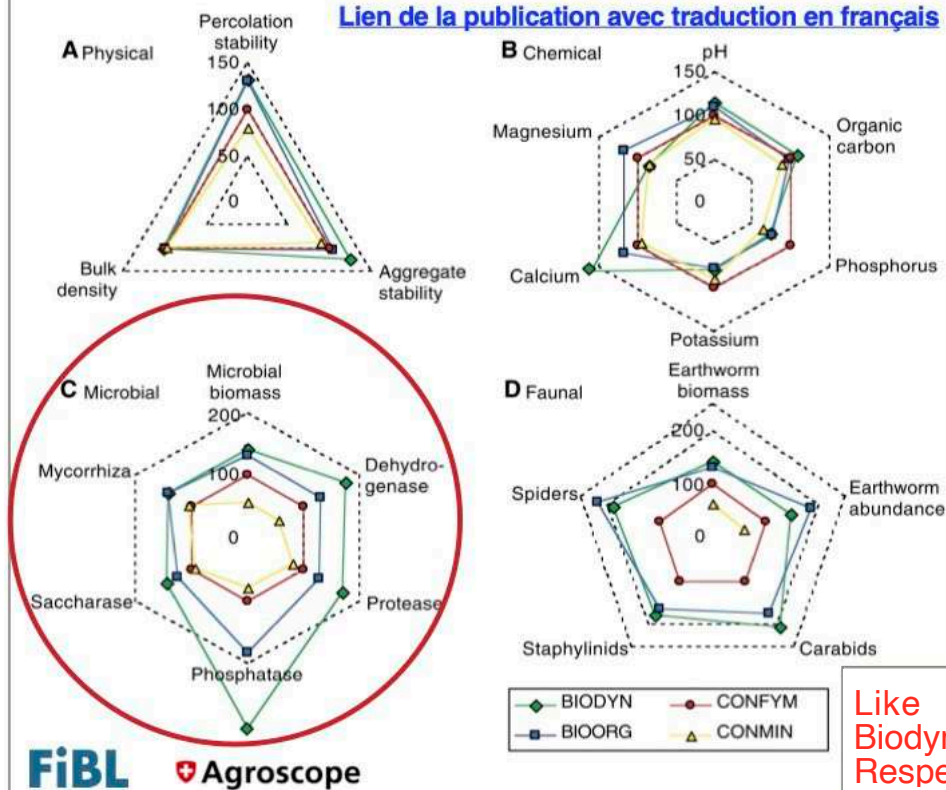 Lien de la publication avec traduction en français
A Physical
Percolation
stability
150
100
50
0
Bulk
density
Aggregate
stability
B Chemical
pH
150
100
50
0
Magnesium
Organic
carbon
Calcium
Phosphorus
Potassium
C Microbial
Microbial
biomass
200
100
0
Mycorrhiza
Dehydro-
genase
Saccharase
Protease
Phosphatase
D Faunal
Earthworm
biomass
200
100
0
Spiders
Earthworm
abundance
Staphylinids
Carabids
BIODYN
CONFYM
BIOORG
CONMIN
FiBL
Agroscope
Like
Biodyn
Respe